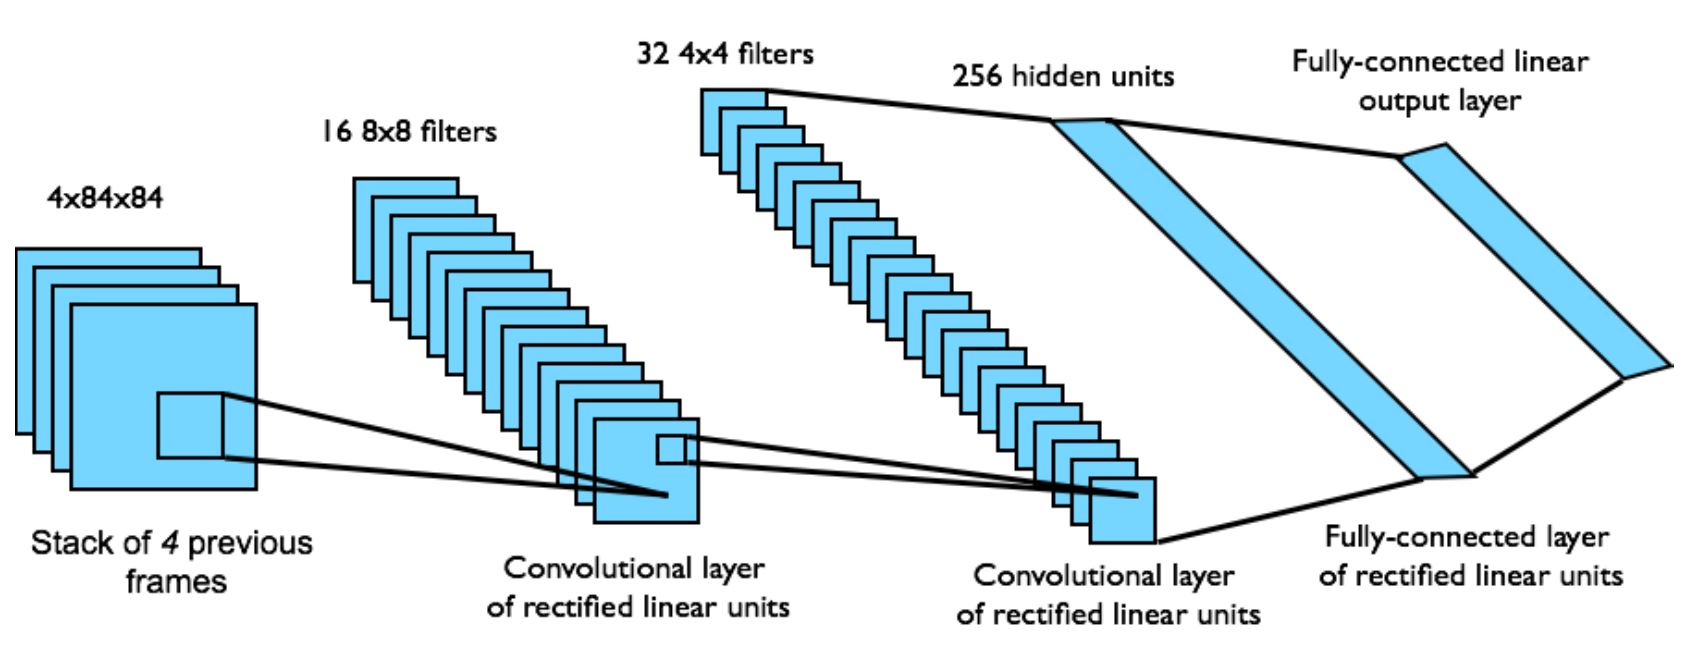 4x84x84
Stack of 4 previous
frames
16 8x8 filters
Convolutional layer
of rectified linear units
32 4x4 filters
Convolutional layer
of rectified linear units
256 hidden units
Fully-connected layer
of rectified linear units
Fully-connected linear
output layer